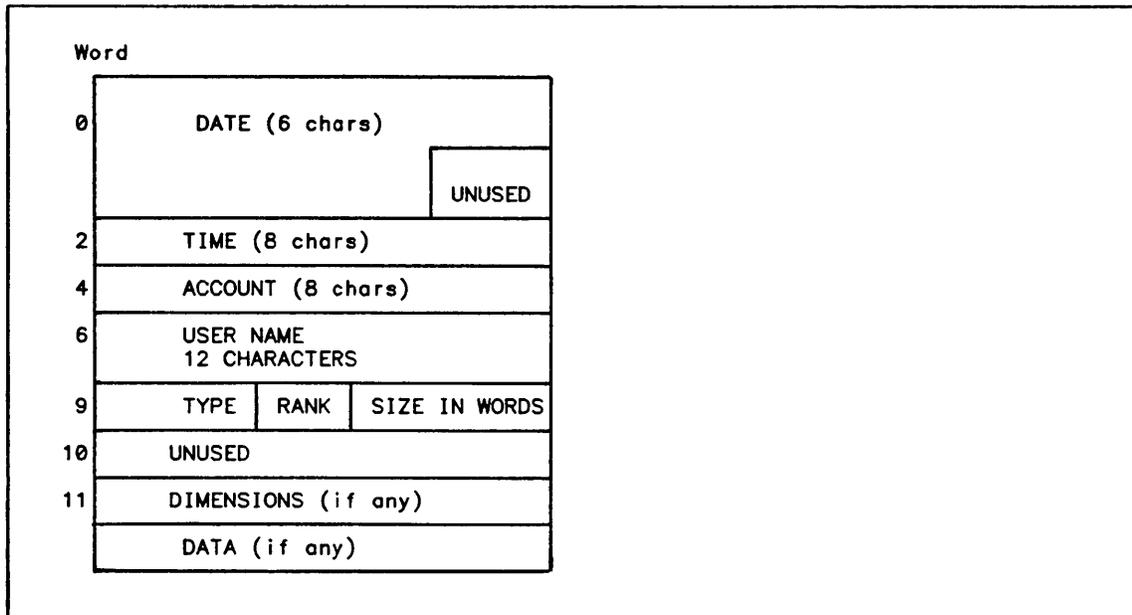 Word
0 DATE (6 chars)
UNUSED
2 TIME (8 chars)
4 ACCOUNT (8 chars)
6 USER NAME
12 CHARACTERS
9 TYPE RANK SIZE IN WORDS
10 UNUSED
11 DIMENSIONS (if any)
DATA (if any)